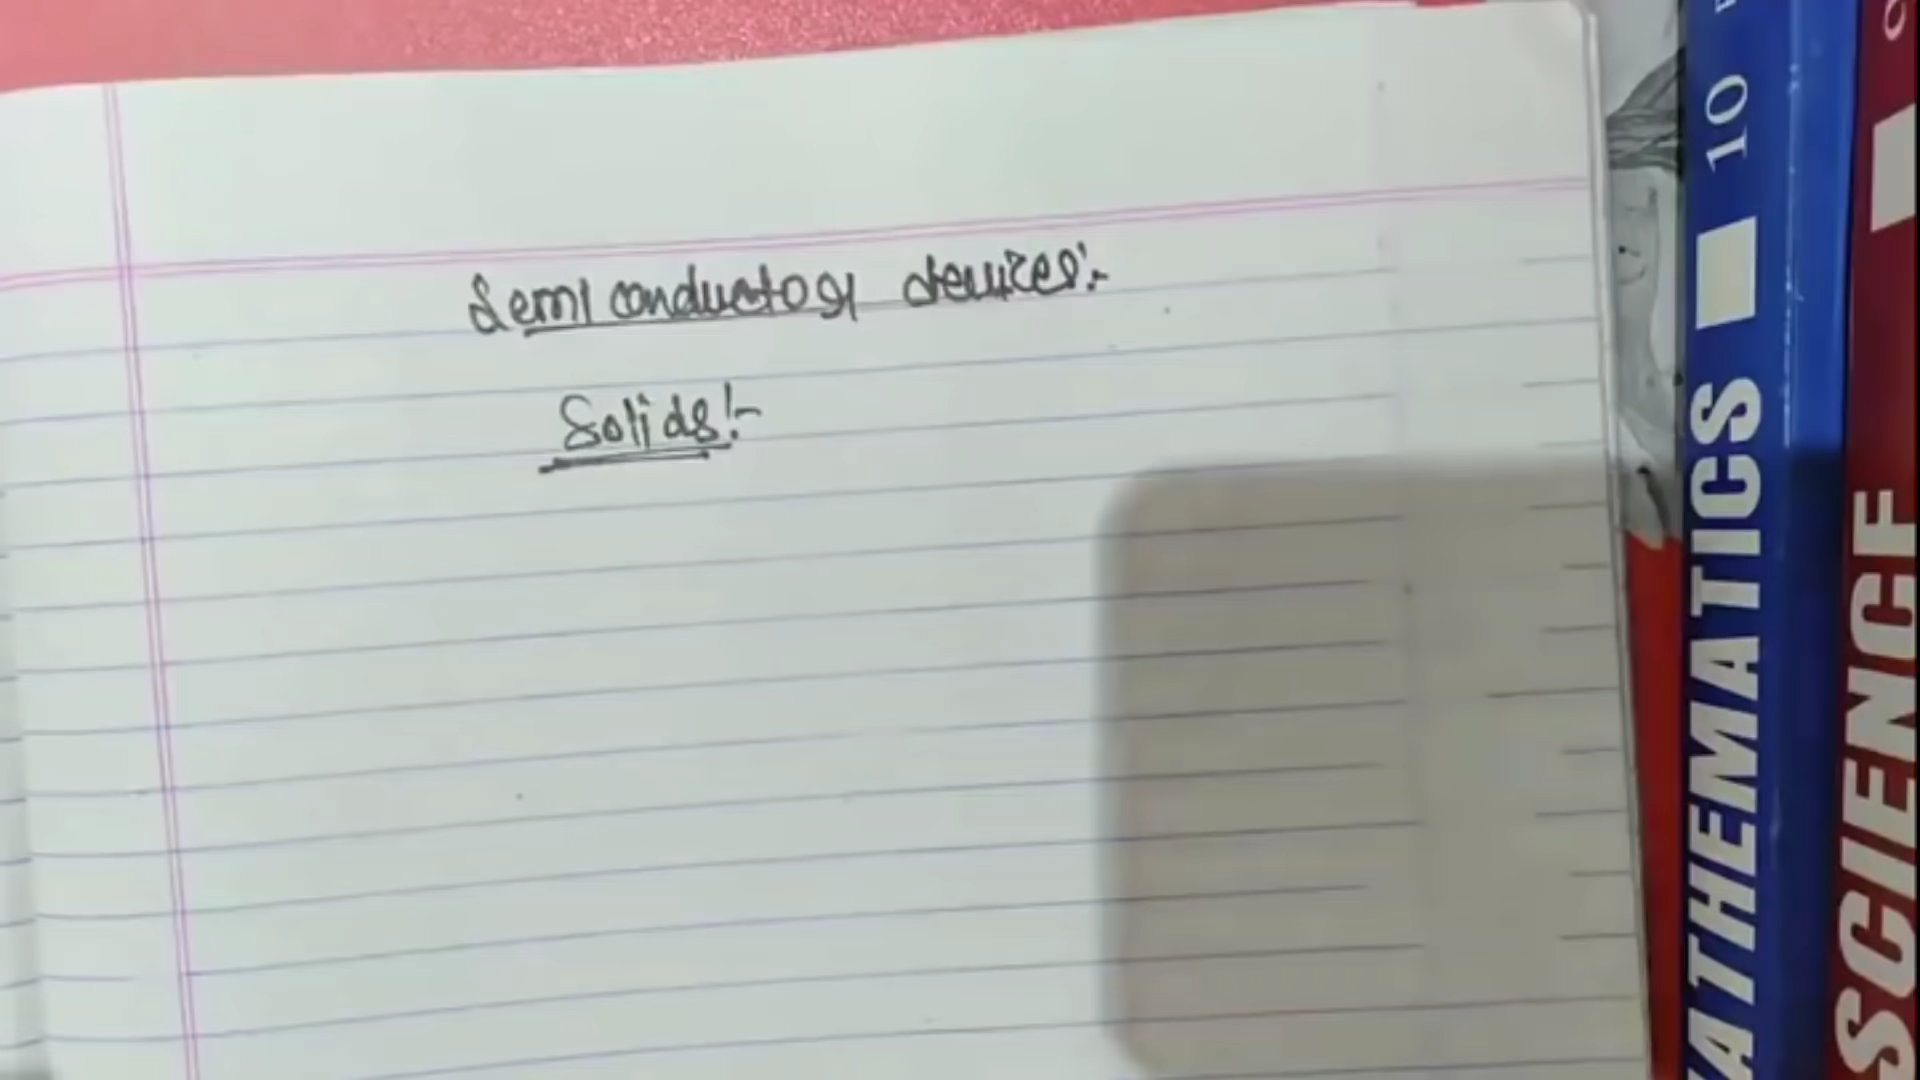 Semiconductor devices:-
Solids:-
10
MATHEMATICS
SCIENCE